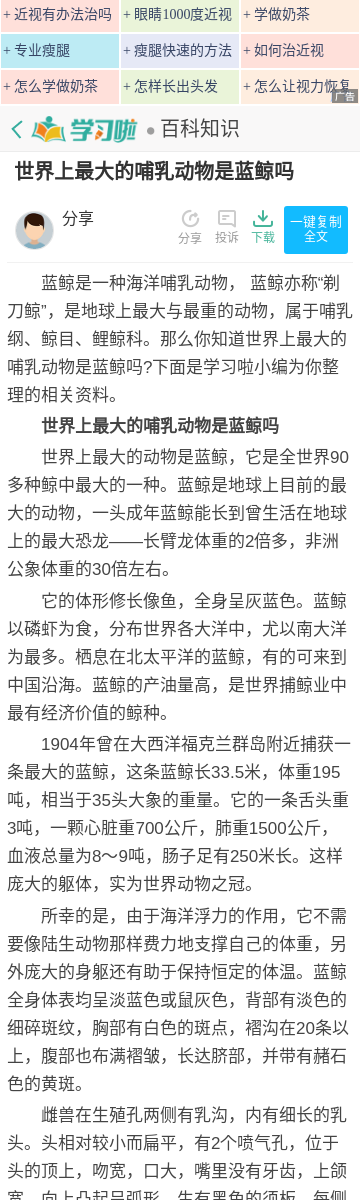 + 近视有办法治吗
+ 眼睛1000度近视
+ 学做奶茶
+ 专业瘦腿
+ 瘦腿快速的方法
+ 如何治近视
+ 怎么学做奶茶
+ 怎样长出头发
+ 怎么让视力恢复
广告
学习啦
百科知识
世界上最大的哺乳动物是蓝鲸吗
分享
分享
投诉
下载
一键复制
全文
蓝鲸是一种海洋哺乳动物， 蓝鲸亦称“剃
刀鲸”，是地球上最大与最重的动物，属于哺乳
纲、鲸目、鲤鲸科。那么你知道世界上最大的
哺乳动物是蓝鲸吗?下面是学习啦小编为你整
理的相关资料。
世界上最大的哺乳动物是蓝鲸吗
世界上最大的动物是蓝鲸，它是全世界90
多种鲸中最大的一种。蓝鲸是地球上目前的最
大的动物，一头成年蓝鲸能长到曾生活在地球
上的最大恐龙——长臂龙体重的2倍多，非洲
公象体重的30倍左右。
它的体形修长像鱼，全身呈灰蓝色。蓝鲸
以磷虾为食，分布世界各大洋中，尤以南大洋
为最多。栖息在北太平洋的蓝鲸，有的可来到
中国沿海。蓝鲸的产油量高，是世界捕鲸业中
最有经济价值的鲸种。
1904年曾在大西洋福克兰群岛附近捕获一
条最大的蓝鲸，这条蓝鲸长33.5米，体重195
吨，相当于35头大象的重量。它的一条舌头重
3吨，一颗心脏重700公斤，肺重1500公斤，
血液总量为8～9吨，肠子足有250米长。这样
庞大的躯体，实为世界动物之冠。
所幸的是，由于海洋浮力的作用，它不需
要像陆生动物那样费力地支撑自己的体重，另
外庞大的身躯还有助于保持恒定的体温。蓝鲸
全身体表均呈淡蓝色或鼠灰色，背部有淡色的
细碎斑纹，胸部有白色的斑点，褶沟在20条以
上，腹部也布满褶皱，长达脐部，并带有赭石
色的黄斑。
雌兽在生殖孔两侧有乳沟，内有细长的乳
头。头相对较小而扁平，有2个喷气孔，位于
头的顶上，吻宽，口大，嘴里没有牙齿，上颌
宽，向上凸起呈弧形，生有黑色的须板，每侧